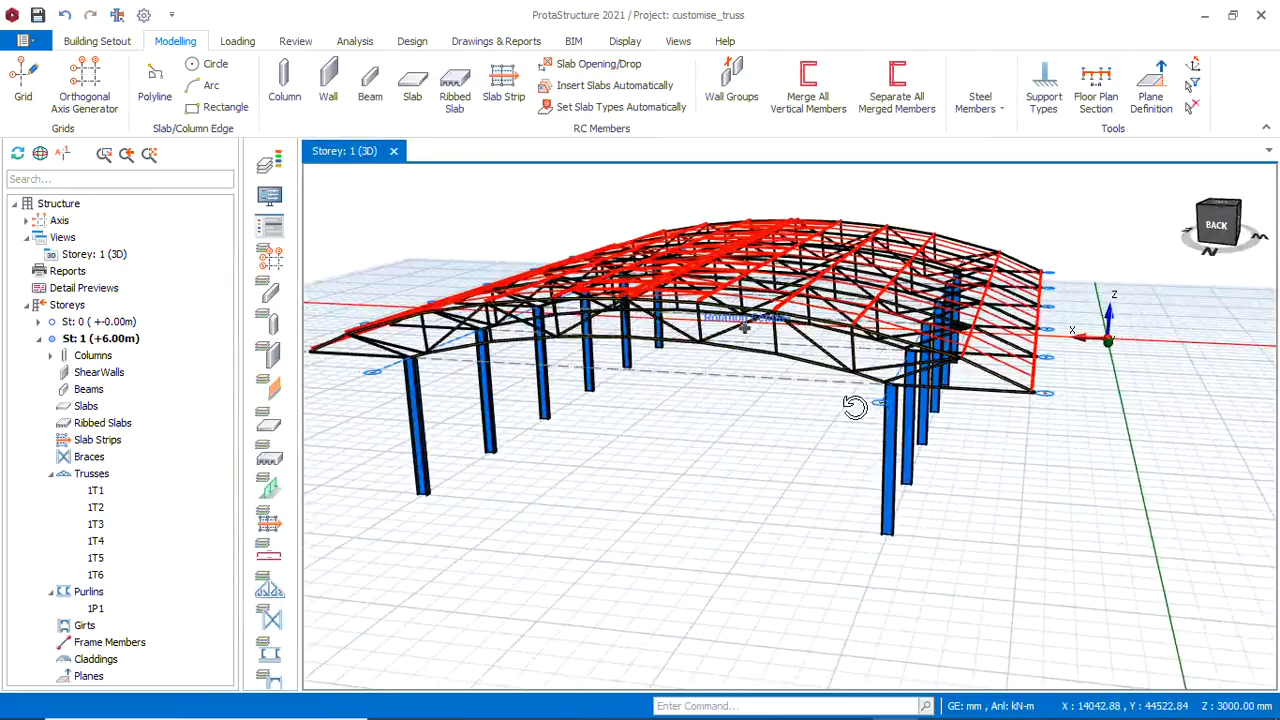 ProtaStructure 2021 / Project: customise_truss
Building Setout
Modelling
Loading
Review
Analysis
Design
Drawings & Reports
BIM
Display
Views
Help
Grid
Orthogonal
Axis Generator
Grids
Polyline
Circle
Arc
Rectangle
Slab/Column Edge
Column
Wall
Beam
Slab
Ribbed
Slab
Slab Strip
Slab Opening/Drop
Insert Slabs Automatically
Set Slab Types Automatically
RC Members
Wall Groups
Merge All
Vertical Members
Separate All
Merged Members
Steel
Members
Support
Types
Floor Plan
Section
Plane
Definition
Tools
Search...
Structure
Axis
Views
3D Storey: 1 (3D)
Reports
Detail Previews
Storeys
St: 0 ( +-0.00m)
St: 1 (+6.00m)
Columns
ShearWalls
Beams
Slabs
Ribbed Slabs
Slab Strips
Braces
Trusses
1T1
1T2
1T3
1T4
1T5
1T6
Purlins
1P1
Girts
Frame Members
Claddings
Planes
Storey: 1 (3D)
BACK
N
Z
X
Enter Command...
GE: mm , Anl: kN-m
X : 14042.88 , Y : 44522.84
Z : 3000.00 mm